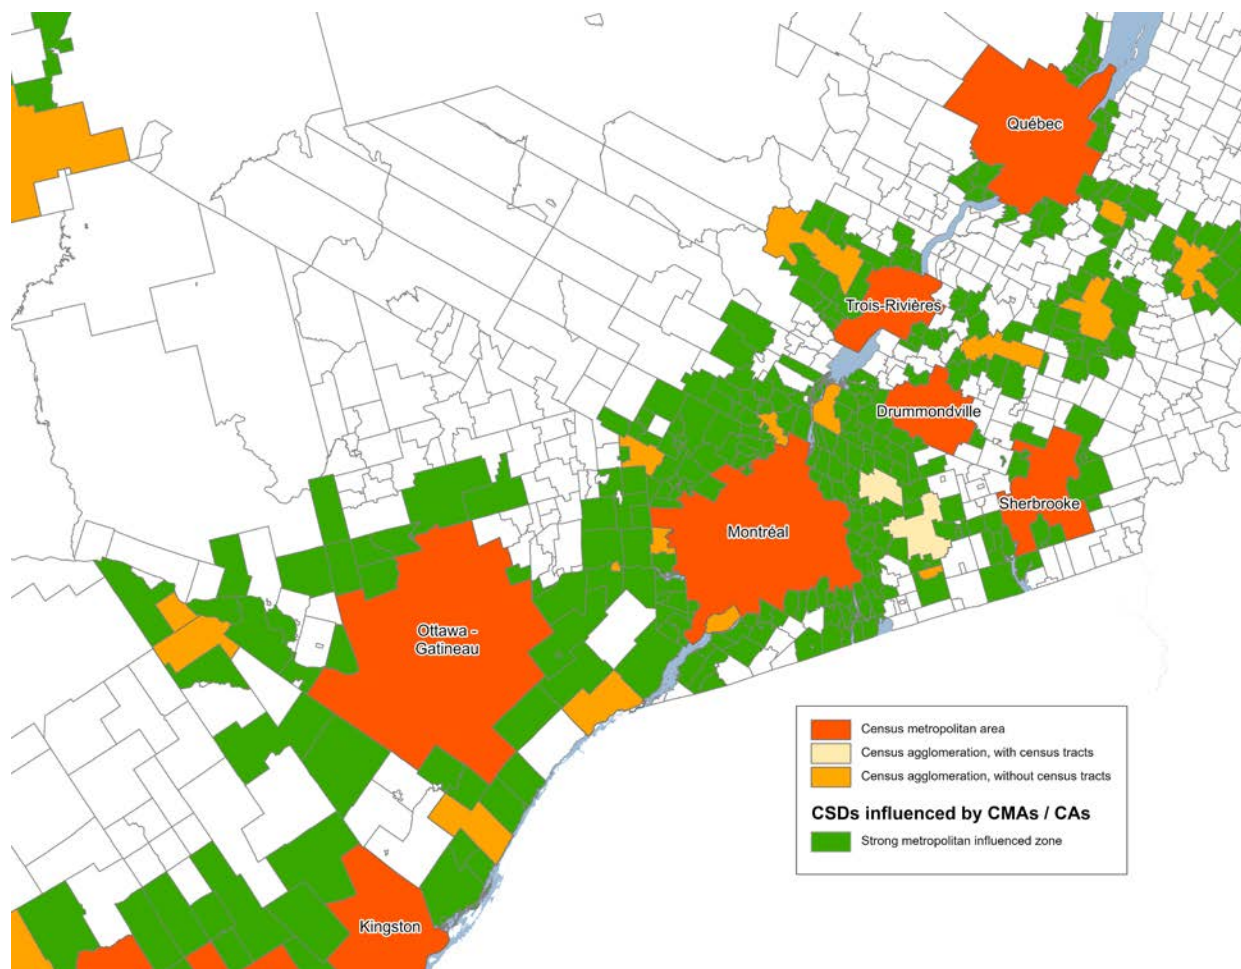 Québec
Trois-Rivières
Drummondville
Sherbrooke
Montréal
Ottawa -
Gatineau
Kingston
Census metropolitan area
Census agglomeration, with census tracts
Census agglomeration, without census tracts
CSDs influenced by CMAs / CAs
Strong metropolitan influenced zone